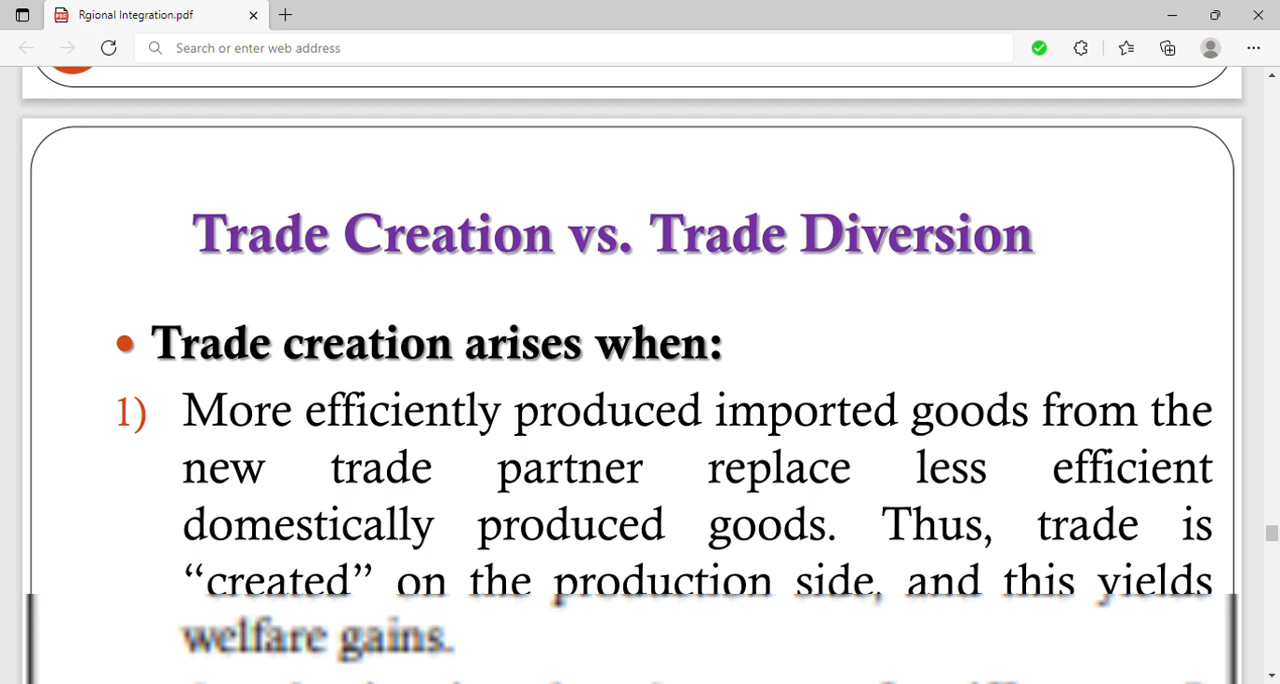 Rgional Integration.pdf
Search or enter web address
Trade Creation vs. Trade Diversion
• Trade creation arises when:
1) More efficiently produced imported goods from the
new trade partner replace less efficient
domestically produced goods. Thus, trade is
“created” on the production side, and this yields
welfare gains.